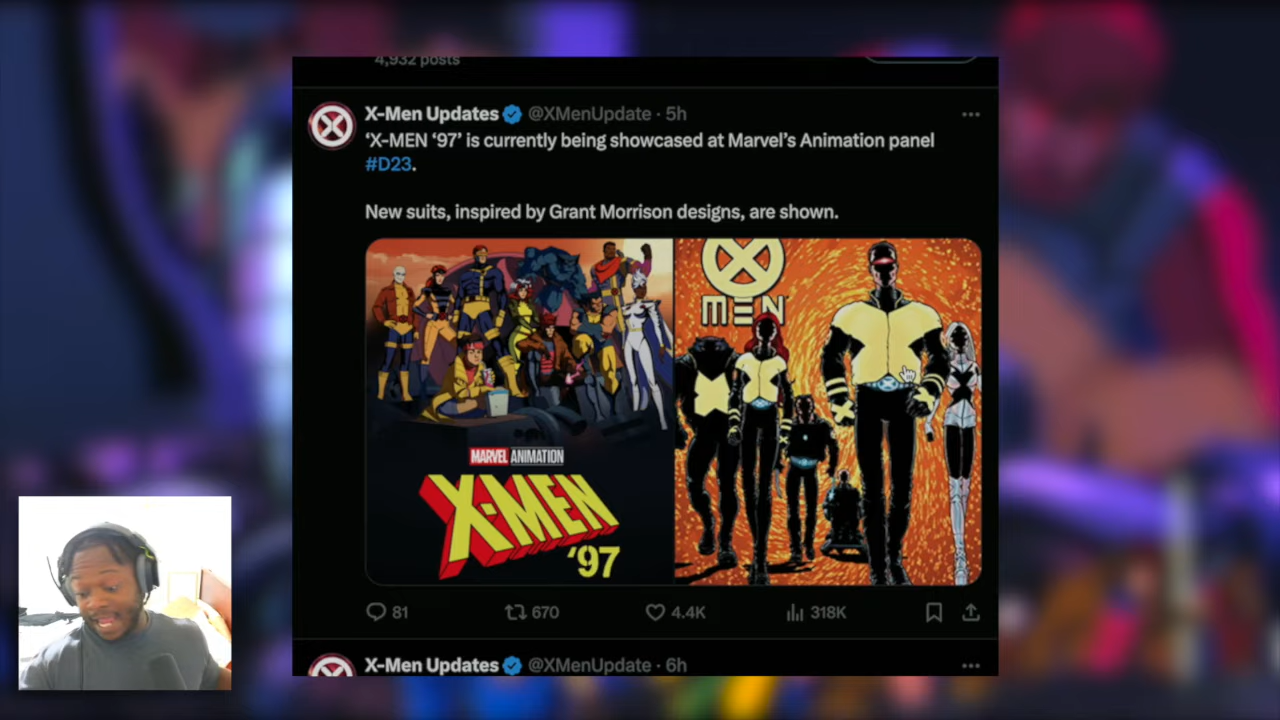 4,932 posts
X-Men Updates @XMenUpdate · 5h
‘X-MEN ‘97’ is currently being showcased at Marvel’s Animation panel
#D23.
New suits, inspired by Grant Morrison designs, are shown.
X
MEN
MARVEL ANIMATION
X-MEN
‘97
81 670 4.4K 318K
X-Men Updates @XMenUpdate · 6h